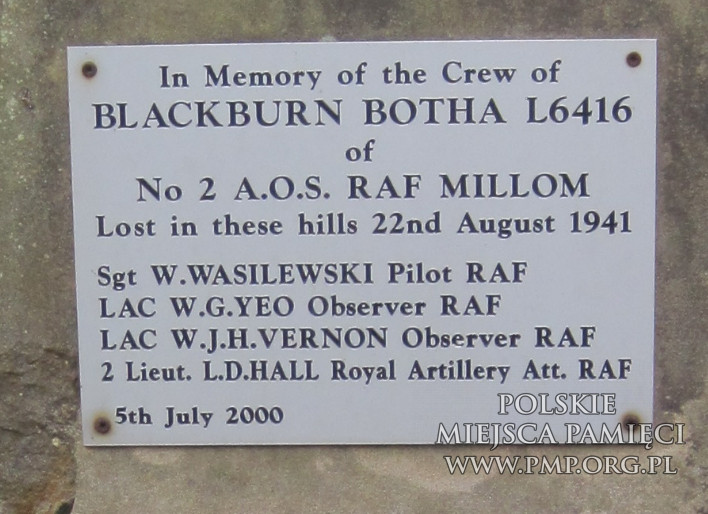 In Memory of the Crew of
BLACKBURN BOTHA L6416
of
No 2 A.O.S. RAF MILLOM
Lost in these hills 22nd August 1941
Sgt W.WASILEWSKI Pilot RAF
LAC W.G.YEO Observer RAF
LAC W.J.H.VERNON Observer RAF
2 Lieut. L.D.HALL Royal Artillery Att. RAF
5th July 2000
POLSKIE
MIEJSCA PAMIĘCI
WWW.PMP.ORG.PL